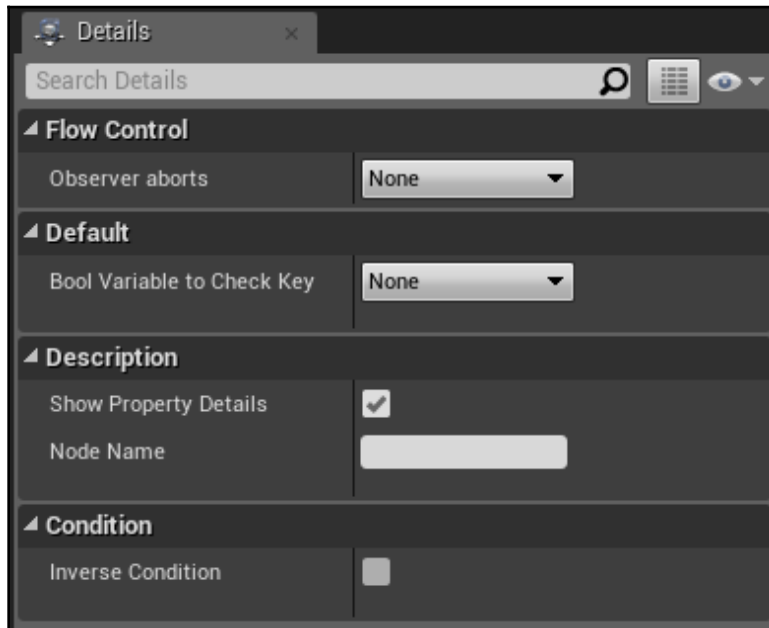 Details
Search Details
Flow Control
Observer aborts None
Default
Bool Variable to Check Key None
Description
Show Property Details
Node Name
Condition
Inverse Condition